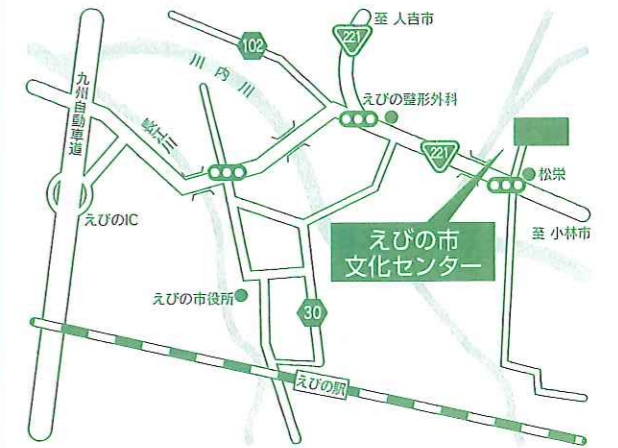 至 人吉市
221
102
川内川
九州自動車道
えびの整形外科
221
松栄
えびのIC
至 小林市
えびの市
文化センター
えびの市役所
30
えびの駅